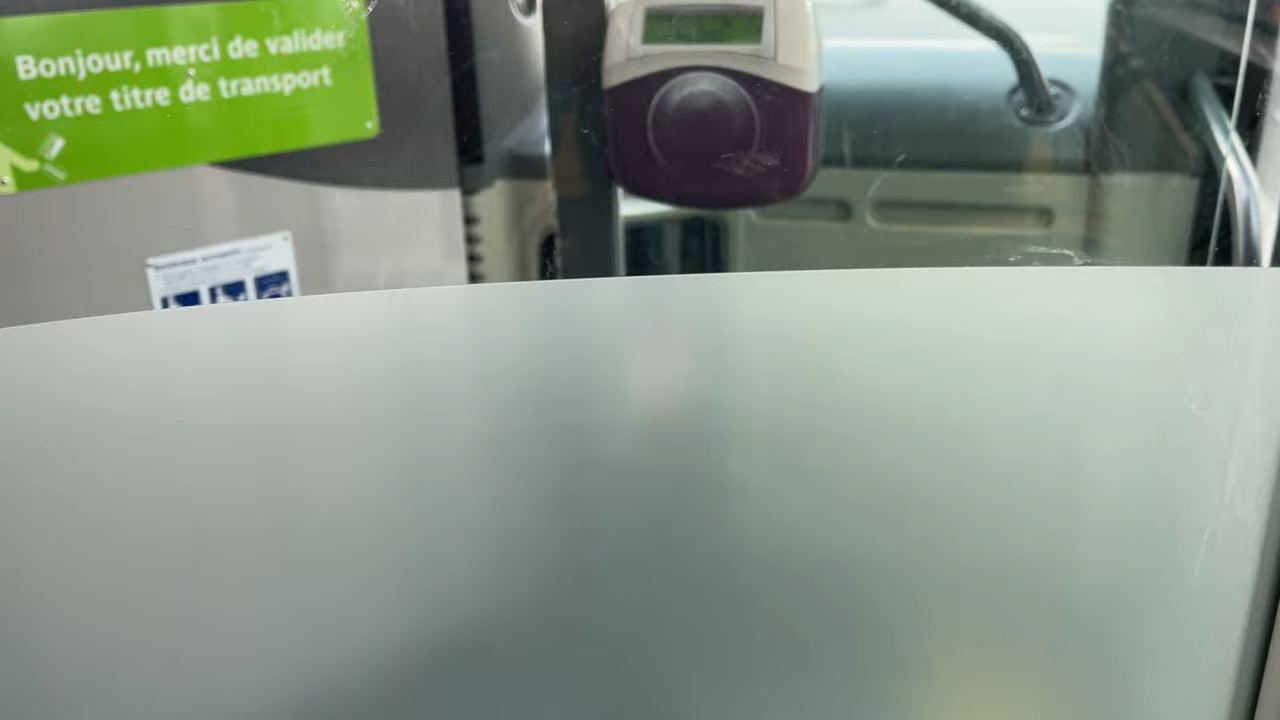 Bonjour, merci de valider
votre titre de transport